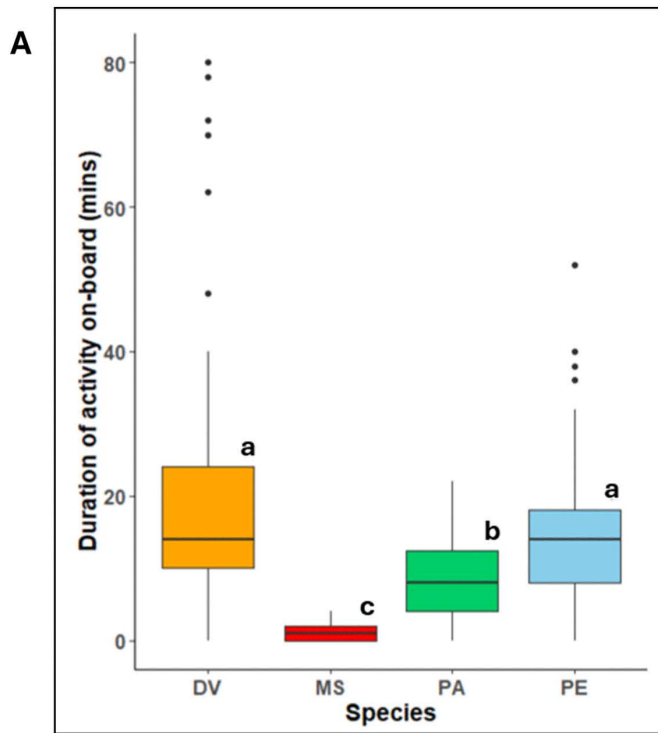 A
Duration of activity on-board (mins)
80
60
40
20
0
a
c
b
a
DV MS PA PE
Species